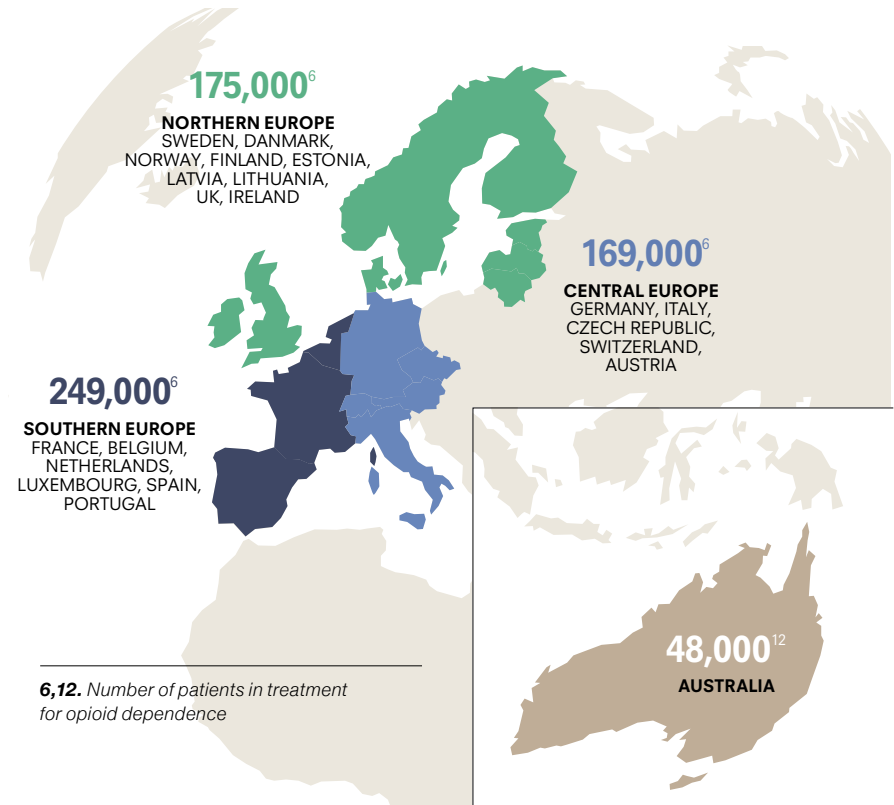 175,000⁶
NORTHERN EUROPE
SWEDEN, DANMARK,
NORWAY, FINLAND, ESTONIA,
LATVIA, LITHUANIA,
UK, IRELAND
169,000⁶
CENTRAL EUROPE
GERMANY, ITALY,
CZECH REPUBLIC,
SWITZERLAND,
AUSTRIA
249,000⁶
SOUTHERN EUROPE
FRANCE, BELGIUM,
NETHERLANDS,
LUXEMBOURG, SPAIN,
PORTUGAL
48,000¹²
AUSTRALIA
6,12. Number of patients in treatment
for opioid dependence